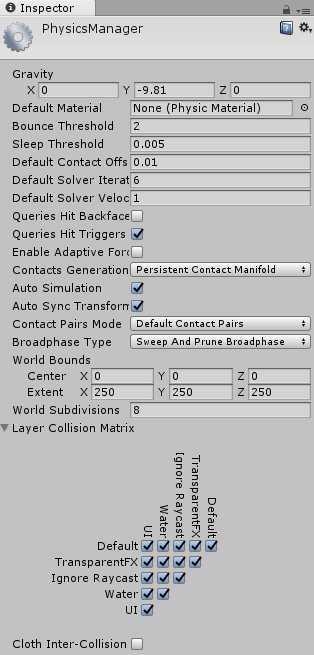 Inspector
PhysicsManager
Gravity
X 0 Y -9.81 Z 0
Default Material None (Physic Material)
Bounce Threshold 2
Sleep Threshold 0.005
Default Contact Offs 0.01
Default Solver Iterat 6
Default Solver Veloc 1
Queries Hit Backface
Queries Hit Triggers
Enable Adaptive Forc
Contacts Generation Persistent Contact Manifold
Auto Simulation
Auto Sync Transform
Contact Pairs Mode Default Contact Pairs
Broadphase Type Sweep And Prune Broadphase
World Bounds
Center X 0 Y 0 Z 0
Extent X 250 Y 250 Z 250
World Subdivisions 8
Layer Collision Matrix
UI
Water
Ignore Raycast
TransparentFX
Default
Default
TransparentFX
Ignore Raycast
Water
UI
Cloth Inter-Collision